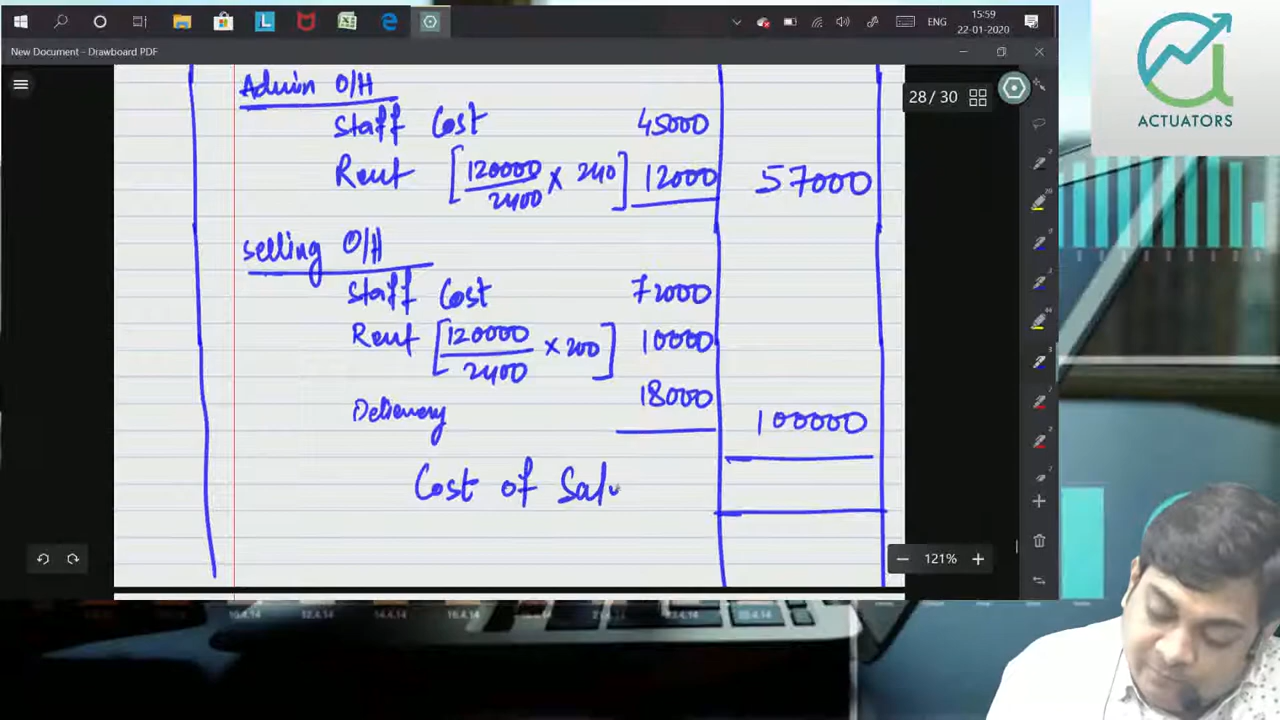 15:59
ENG
22-01-2020
New Document - Drawboard PDF
28 / 30
ACTUATORS
Admin O/H
Staff Cost 45000
Rent [120000/2400 × 240] 12000 57000
Selling O/H
Staff Cost 72000
Rent [120000/2400 × 200] 10000
Delivery 18000 100000
Cost of Sal
121%